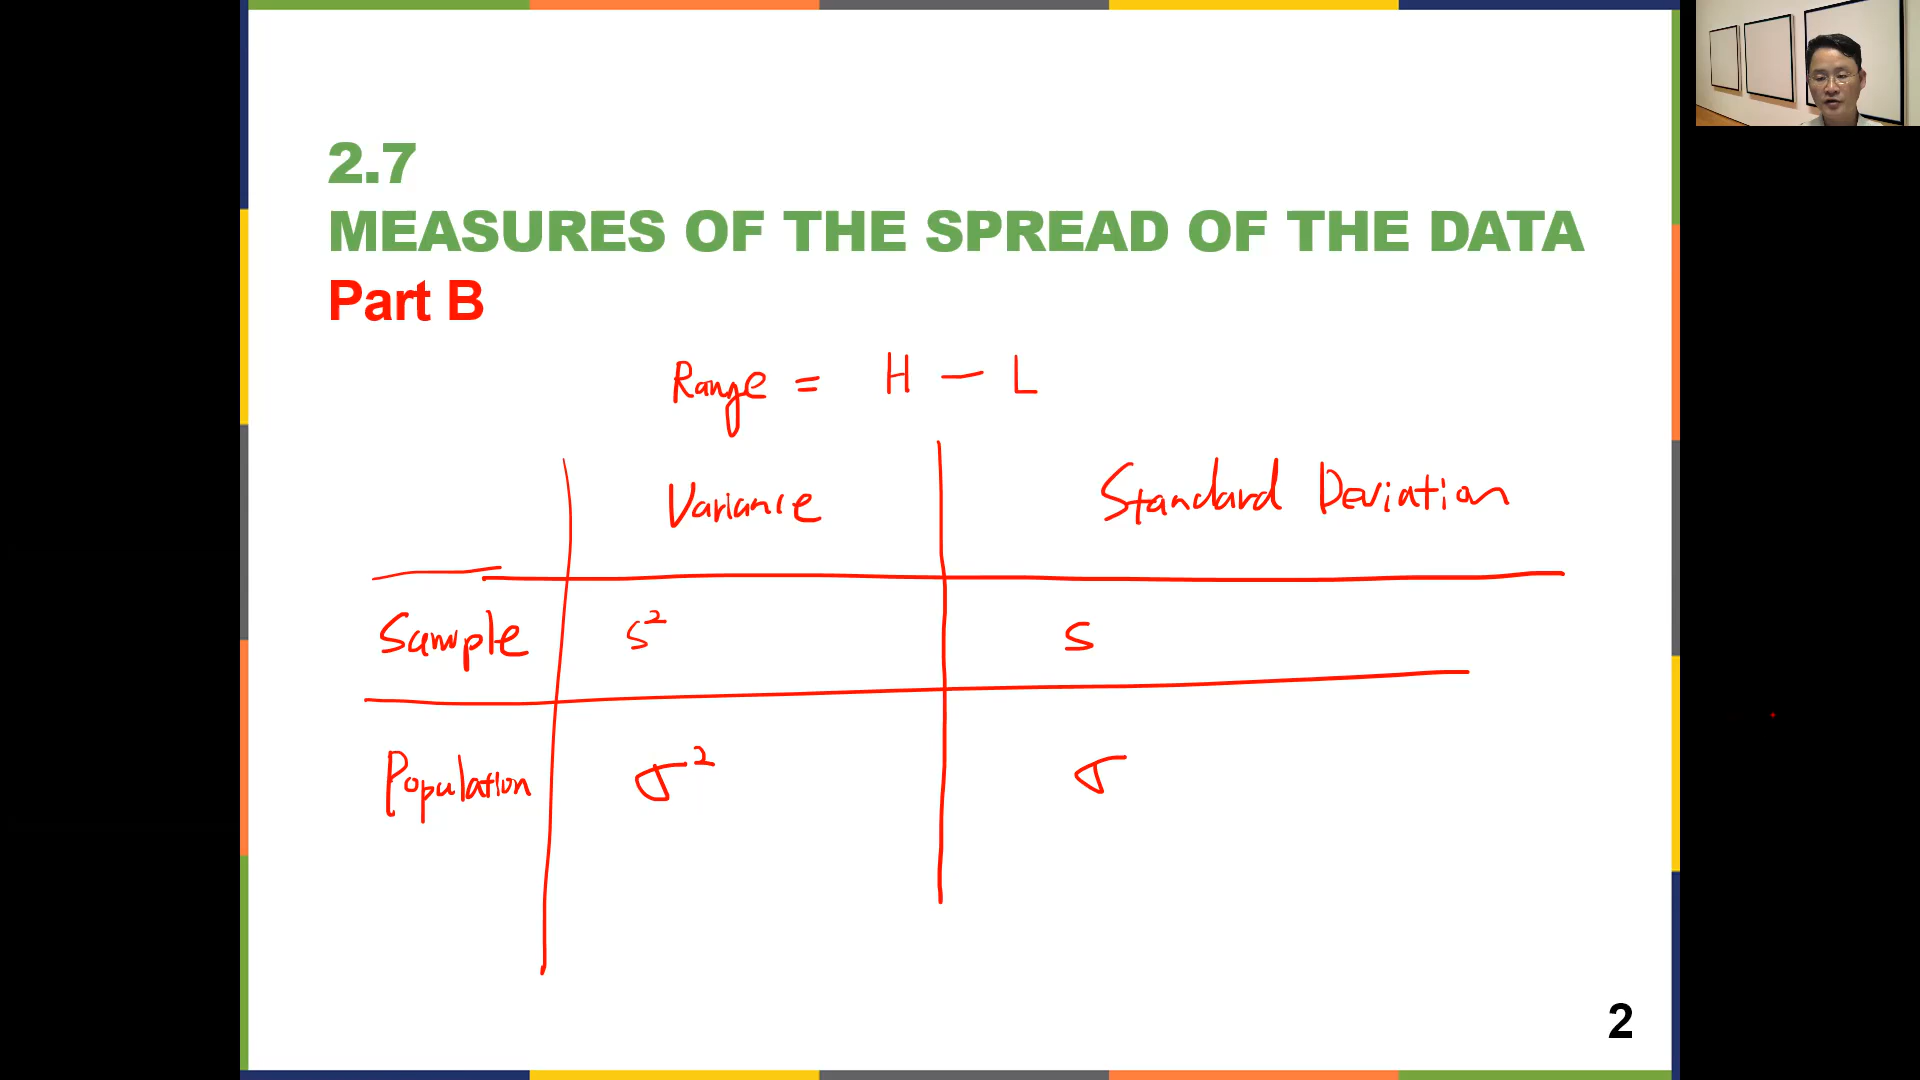 2.7
MEASURES OF THE SPREAD OF THE DATA
Part B
Range = H – L
Variance Standard Deviation
Sample s² s
Population σ² σ
2